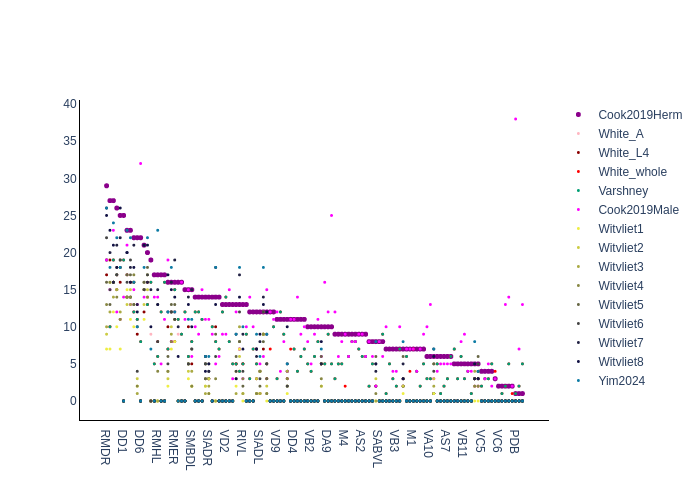 40
35
30
25
20
15
10
5
0
RMDR
DD1
DD6
RMHL
RMER
SMBDL
SIADR
VD2
RIVL
SIADL
VD9
DD4
VB2
DA9
M4
AS2
SABVL
VB3
M1
VA10
AS7
VB11
VC5
VC6
PDB
Cook2019Herm
White_A
White_L4
White_whole
Varshney
Cook2019Male
Witvliet1
Witvliet2
Witvliet3
Witvliet4
Witvliet5
Witvliet6
Witvliet7
Witvliet8
Yim2024